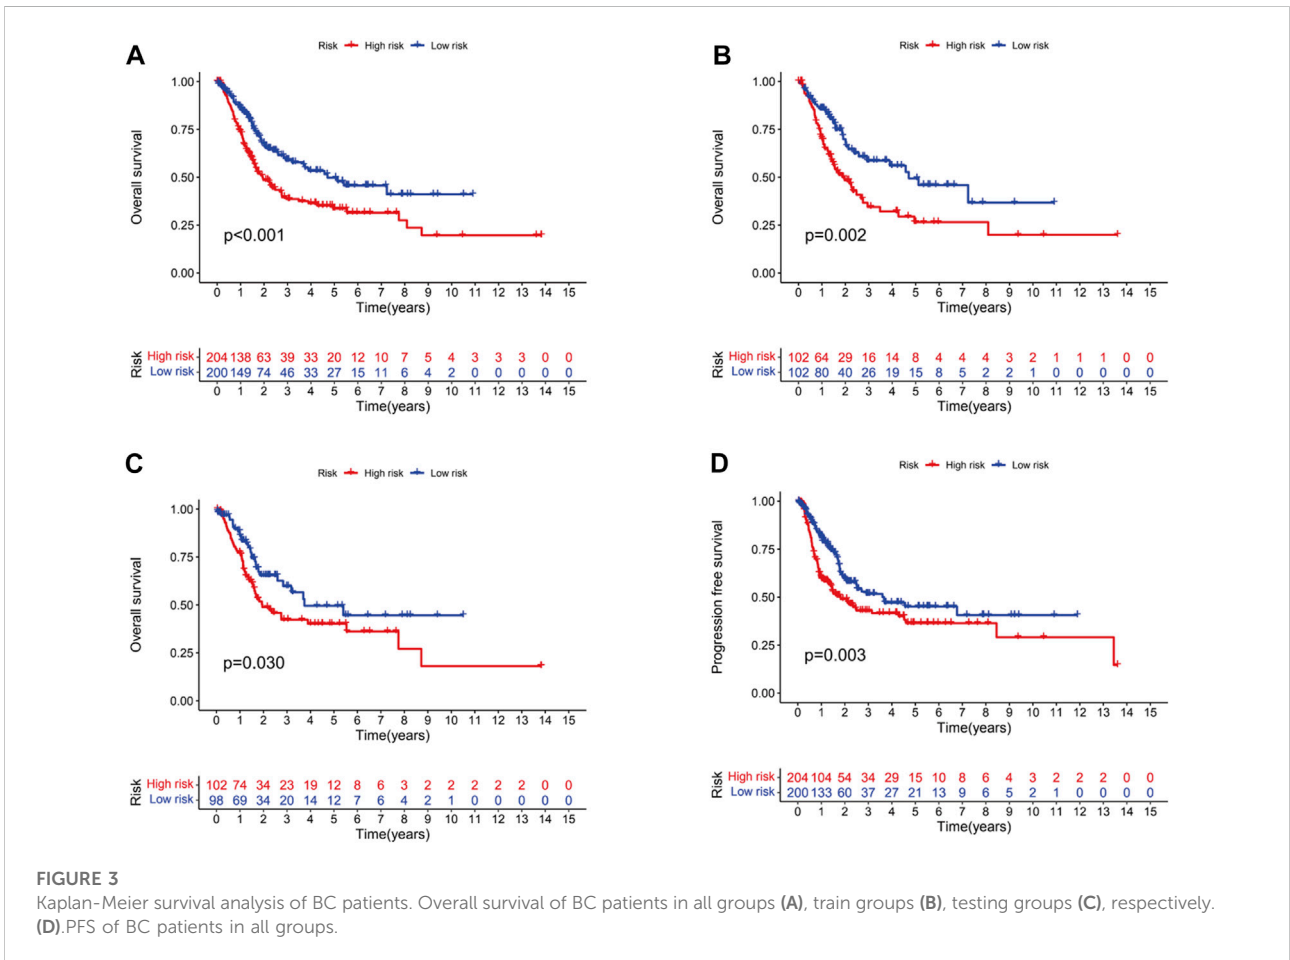 A
Risk High risk Low risk
Overall survival
1.00
0.75
0.50
0.25
0.00
p<0.001
0 1 2 3 4 5 6 7 8 9 10 11 12 13 14 15
Time(years)
Risk
High risk 204 138 63 39 33 20 12 10 7 5 4 3 3 3 0 0
Low risk 200 149 74 46 33 27 15 11 6 4 2 0 0 0 0 0
0 1 2 3 4 5 6 7 8 9 10 11 12 13 14 15
Time(years)
B
Risk High risk Low risk
Overall survival
1.00
0.75
0.50
0.25
0.00
p=0.002
0 1 2 3 4 5 6 7 8 9 10 11 12 13 14 15
Time(years)
Risk
High risk 102 64 29 16 14 8 4 4 4 3 2 1 1 1 0 0
Low risk 102 80 40 26 19 15 8 5 2 2 1 0 0 0 0 0
0 1 2 3 4 5 6 7 8 9 10 11 12 13 14 15
Time(years)
C
Risk High risk Low risk
Overall survival
1.00
0.75
0.50
0.25
0.00
p=0.030
0 1 2 3 4 5 6 7 8 9 10 11 12 13 14 15
Time(years)
Risk
High risk 102 74 34 23 19 12 8 6 3 2 2 2 2 2 0 0
Low risk 98 69 34 20 14 12 7 6 4 2 1 0 0 0 0 0
0 1 2 3 4 5 6 7 8 9 10 11 12 13 14 15
Time(years)
D
Risk High risk Low risk
Progression free survival
1.00
0.75
0.50
0.25
0.00
p=0.003
0 1 2 3 4 5 6 7 8 9 10 11 12 13 14 15
Time(years)
Risk
High risk 204 104 54 34 29 15 10 8 6 4 3 2 2 2 0 0
Low risk 200 133 60 37 27 21 13 9 6 5 2 1 0 0 0 0
0 1 2 3 4 5 6 7 8 9 10 11 12 13 14 15
Time(years)
FIGURE 3
Kaplan-Meier survival analysis of BC patients. Overall survival of BC patients in all groups (A), train groups (B), testing groups (C), respectively.
(D).PFS of BC patients in all groups.